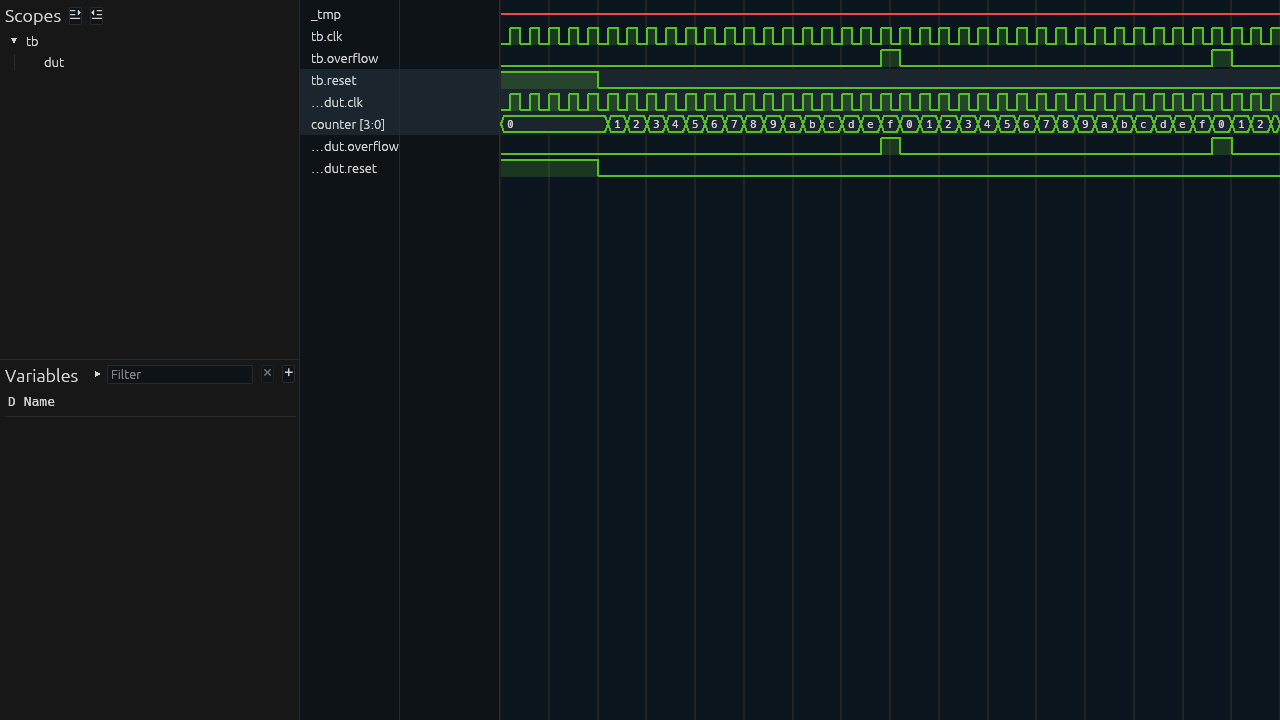 Scopes
tb
dut
Variables Filter × +
D Name
_tmp
tb.clk
tb.overflow
tb.reset
…dut.clk
counter [3:0] 0 1 2 3 4 5 6 7 8 9 a b c d e f 0 1 2 3 4 5 6 7 8 9 a b c d e f 0 1 2
…dut.overflow
…dut.reset